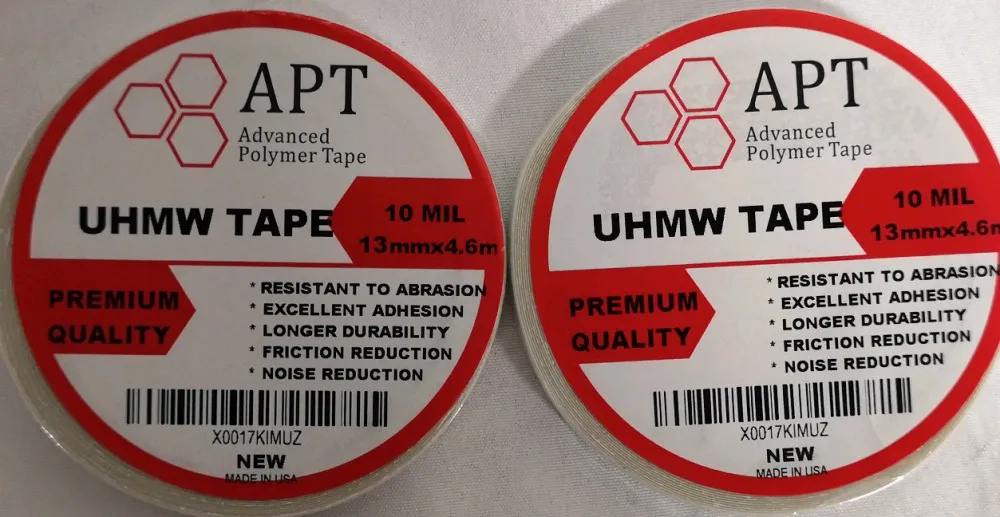 APT
Advanced
Polymer Tape
UHMW TAPE
10 MIL
13mmx4.6m
PREMIUM
QUALITY
* RESISTANT TO ABRASION
* EXCELLENT ADHESION
* LONGER DURABILITY
* FRICTION REDUCTION
* NOISE REDUCTION
X0017KIMUZ
NEW
MADE IN USA
APT
Advanced
Polymer Tape
UHMW TAPE
10 MIL
13mmx4.6m
PREMIUM
QUALITY
* RESISTANT TO ABRASION
* EXCELLENT ADHESION
* LONGER DURABILITY
* FRICTION REDUCTION
* NOISE REDUCTION
X0017KIMUZ
NEW
MADE IN USA